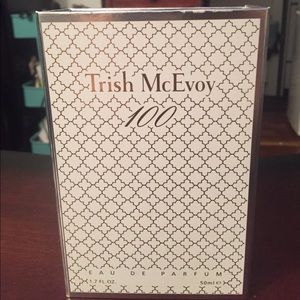 Trish McEvoy
100
EAU DE PARFUM
1.7 FL. OZ. 50ml ℮